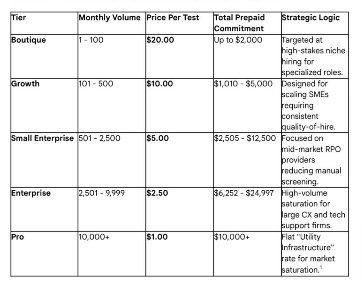 Tier Monthly Volume Price Per Test Total Prepaid
Commitment
Strategic Logic
Boutique 1 - 100 $20.00 Up to $2,000 Targeted at
high-stakes niche
hiring for
specialized roles.
Growth 101 - 500 $10.00 $1,010 - $5,000 Designed for
scaling SMEs
requiring
consistent
quality-of-hire.
Small Enterprise 501 - 2,500 $5.00 $2,505 - $12,500 Focused on
mid-market RPO
providers
reducing manual
screening.
Enterprise 2,501 - 9,999 $2.50 $6,252 - $24,997 High-volume
saturation for
large CX and tech
support firms.
Pro 10,000+ $1.00 $10,000+ Flat "Utility
Infrastructure"
rate for market
saturation.¹